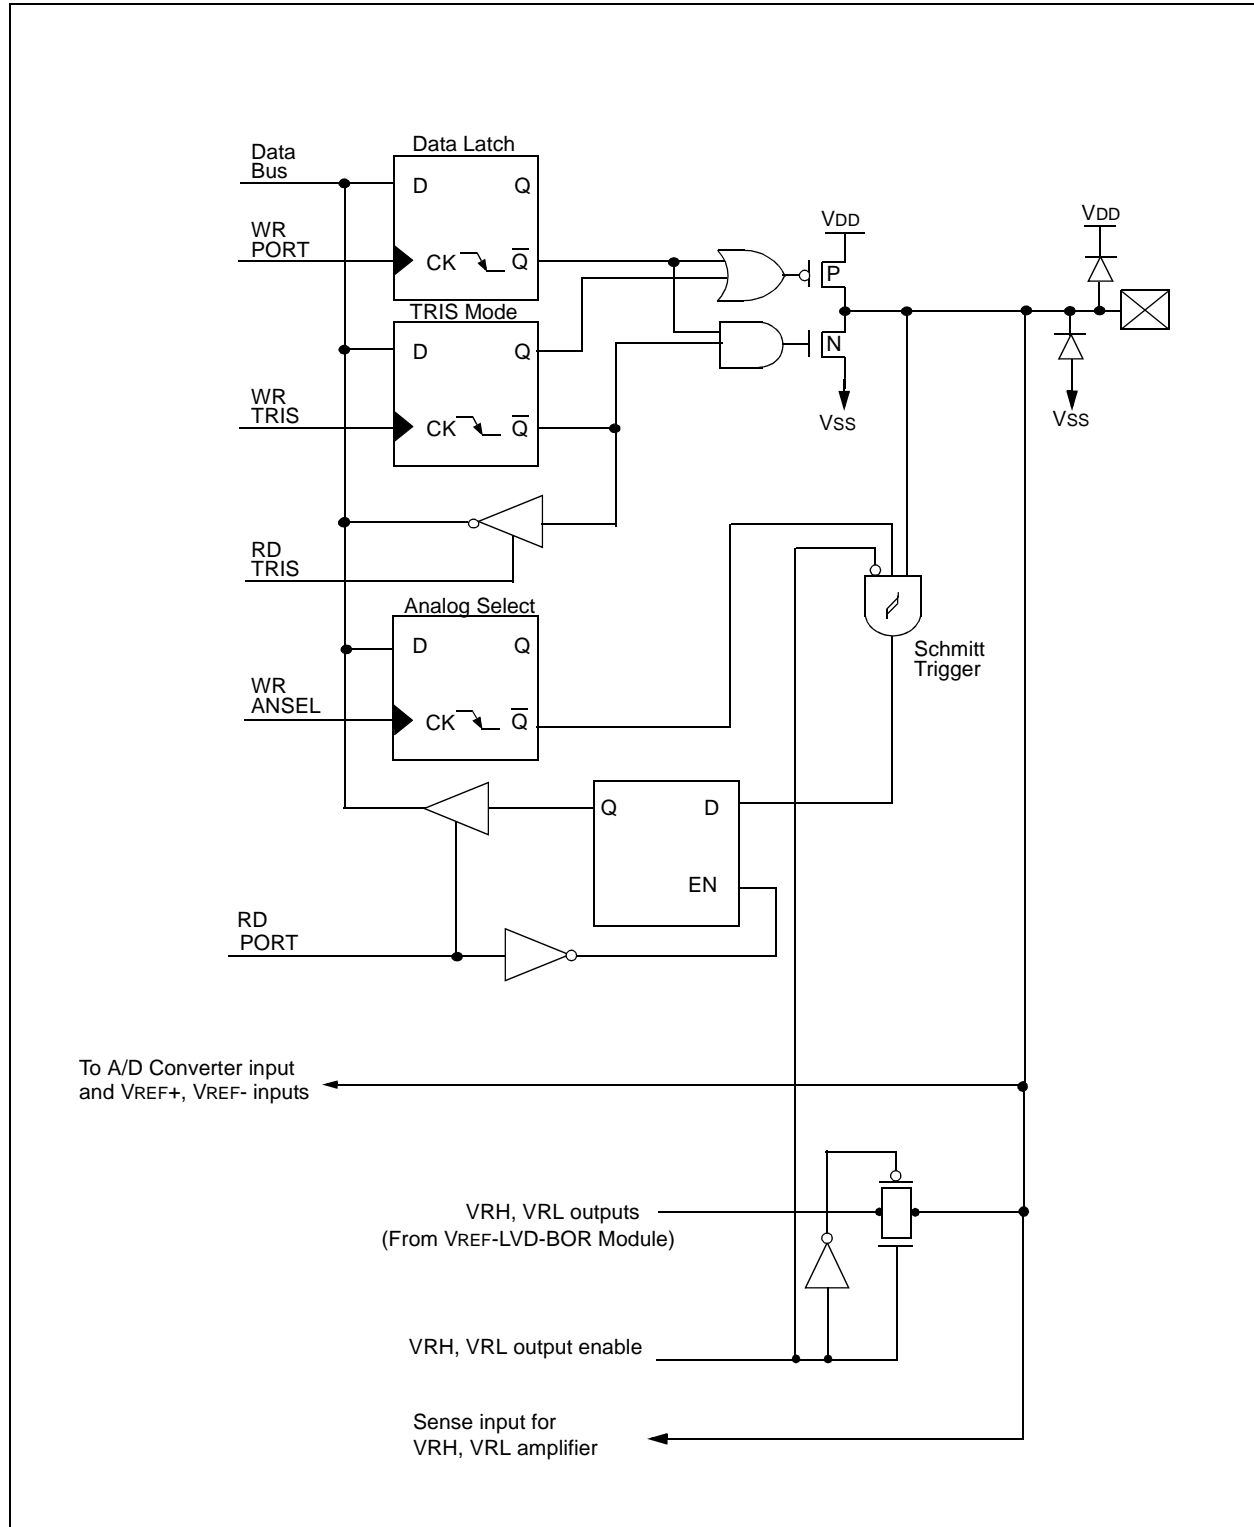 Data Latch
Data
Bus
D
Q
WR
PORT
CK
Q̅
VDD
P
VDD
TRIS Mode
D
Q
N
WR
TRIS
CK
Q̅
VSS
VSS
RD
TRIS
Analog Select
D
Q
Schmitt
Trigger
WR
ANSEL
CK
Q̅
Q
D
EN
RD
PORT
To A/D Converter input
and VREF+, VREF- inputs
VRH, VRL outputs
(From VREF-LVD-BOR Module)
VRH, VRL output enable
Sense input for
VRH, VRL amplifier